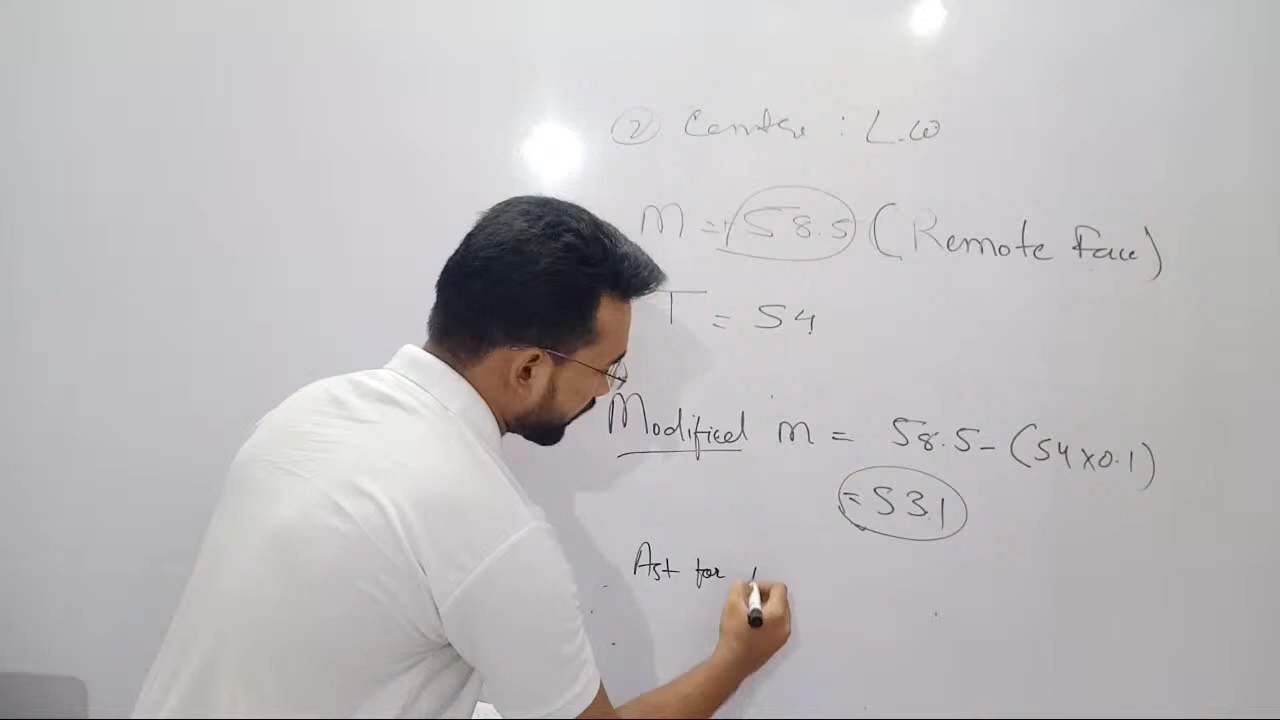 ② Centre : L.W
M = 58.5 (Remote Face)
T = 54
Modified M = 58.5 - (54 x 0.1)
= 53.1
Ast for